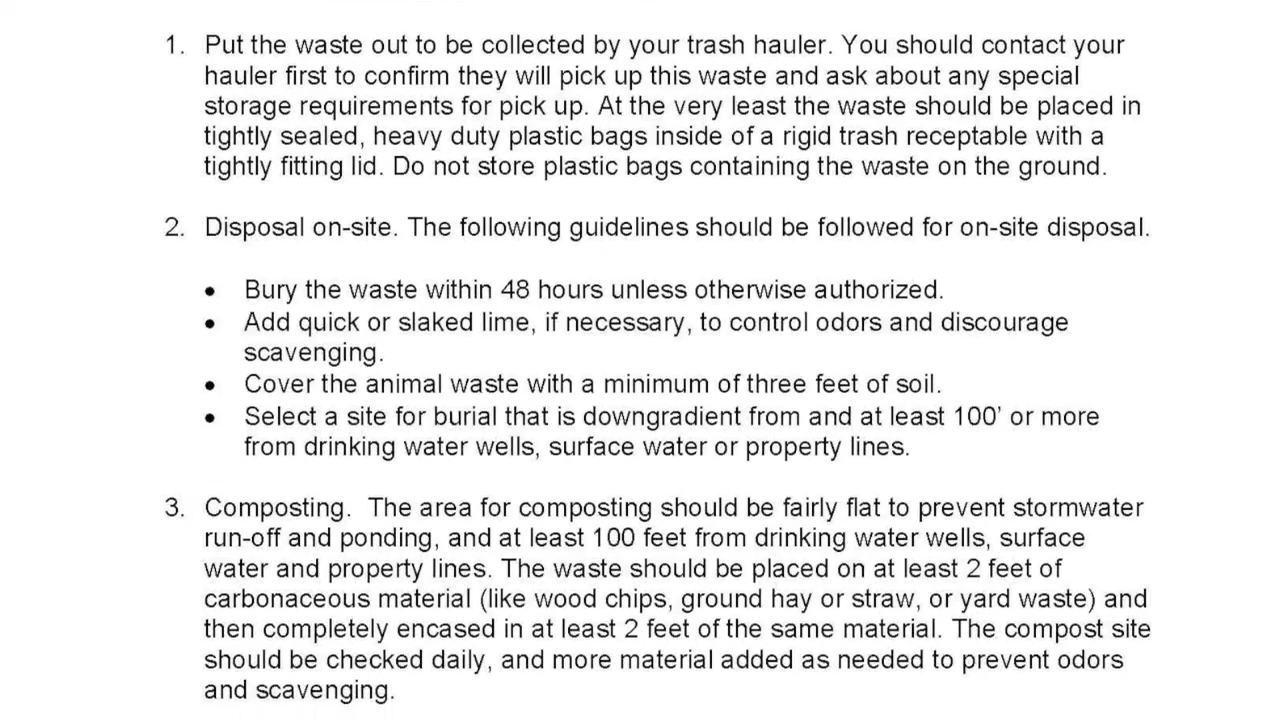 1. Put the waste out to be collected by your trash hauler. You should contact your
hauler first to confirm they will pick up this waste and ask about any special
storage requirements for pick up. At the very least the waste should be placed in
tightly sealed, heavy duty plastic bags inside of a rigid trash receptable with a
tightly fitting lid. Do not store plastic bags containing the waste on the ground.
2. Disposal on-site. The following guidelines should be followed for on-site disposal.
• Bury the waste within 48 hours unless otherwise authorized.
• Add quick or slaked lime, if necessary, to control odors and discourage
scavenging.
• Cover the animal waste with a minimum of three feet of soil.
• Select a site for burial that is downgradient from and at least 100’ or more
from drinking water wells, surface water or property lines.
3. Composting. The area for composting should be fairly flat to prevent stormwater
run-off and ponding, and at least 100 feet from drinking water wells, surface
water and property lines. The waste should be placed on at least 2 feet of
carbonaceous material (like wood chips, ground hay or straw, or yard waste) and
then completely encased in at least 2 feet of the same material. The compost site
should be checked daily, and more material added as needed to prevent odors
and scavenging.